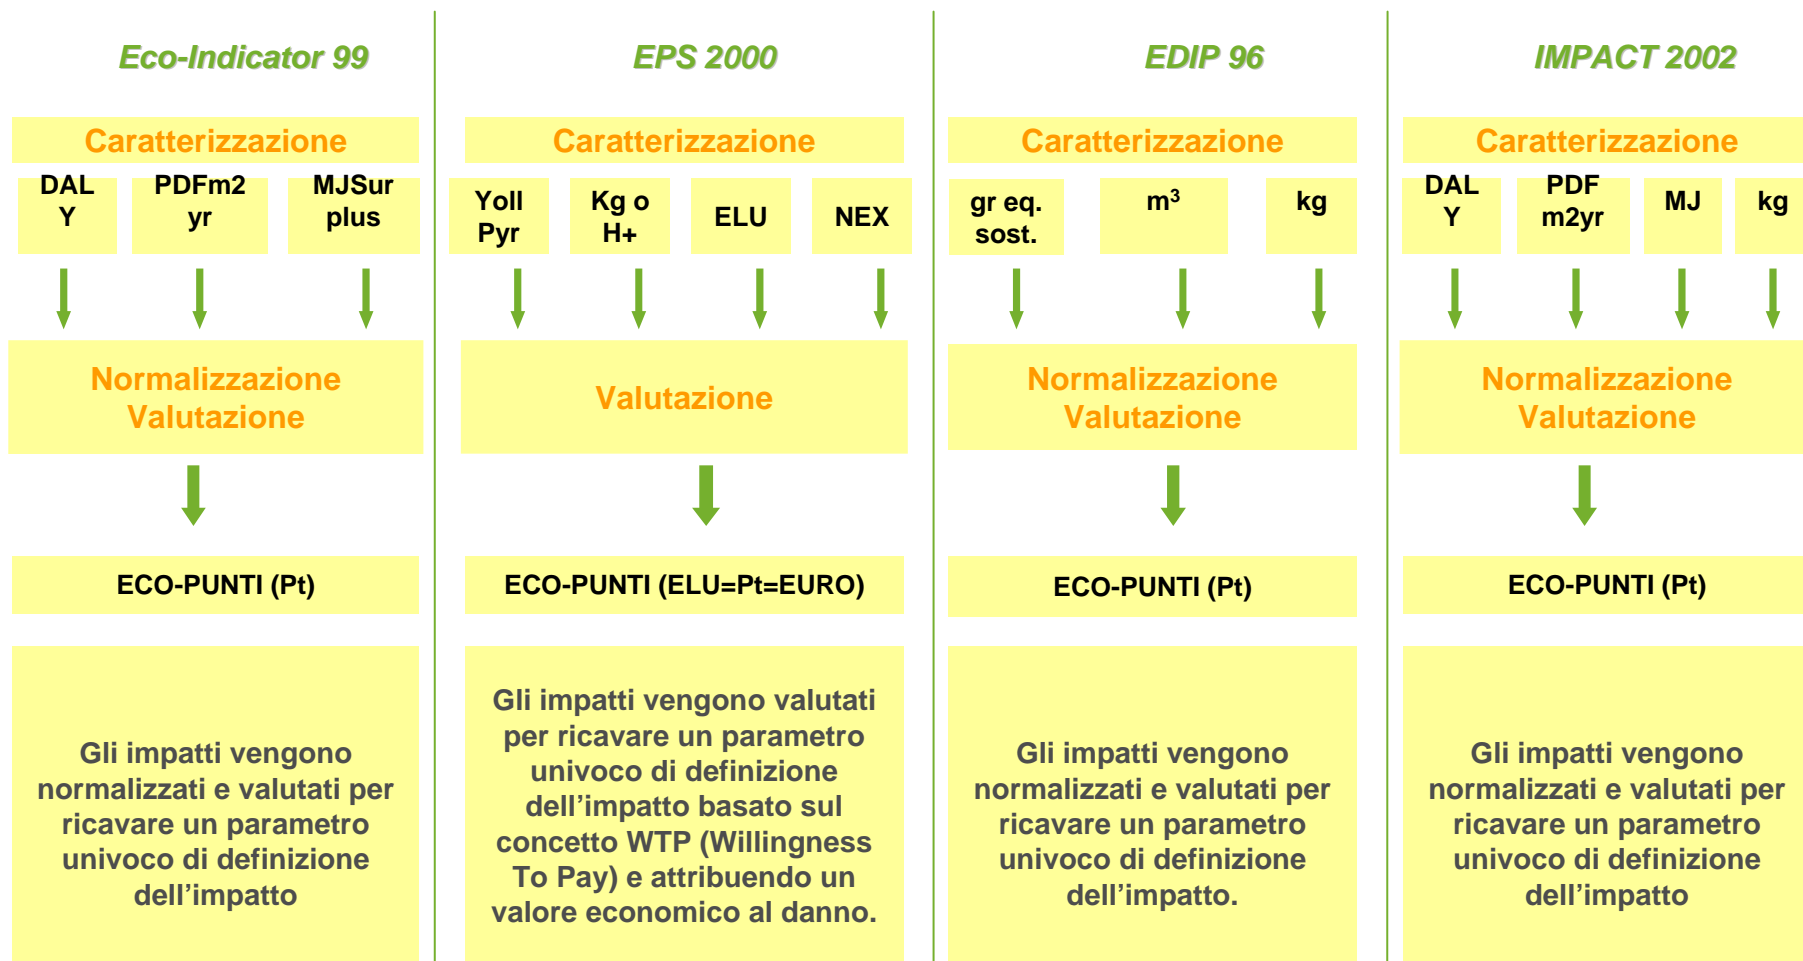 Eco-Indicator 99
Caratterizzazione
DAL
Y
PDFm2
yr
MJSur
plus
Normalizzazione
Valutazione
ECO-PUNTI (Pt)
Gli impatti vengono
normalizzati e valutati per
ricavare un parametro
univoco di definizione
dell’impatto
EPS 2000
Caratterizzazione
Yoll
Pyr
Kg o
H+
ELU
NEX
Valutazione
ECO-PUNTI (ELU=Pt=EURO)
Gli impatti vengono valutati
per ricavare un parametro
univoco di definizione
dell’impatto basato sul
concetto WTP (Willingness
To Pay) e attribuendo un
valore economico al danno.
EDIP 96
Caratterizzazione
gr eq.
sost.
m³
kg
Normalizzazione
Valutazione
ECO-PUNTI (Pt)
Gli impatti vengono
normalizzati e valutati per
ricavare un parametro
univoco di definizione
dell’impatto.
IMPACT 2002
Caratterizzazione
DAL
Y
PDF
m2yr
MJ
kg
Normalizzazione
Valutazione
ECO-PUNTI (Pt)
Gli impatti vengono
normalizzati e valutati per
ricavare un parametro
univoco di definizione
dell’impatto